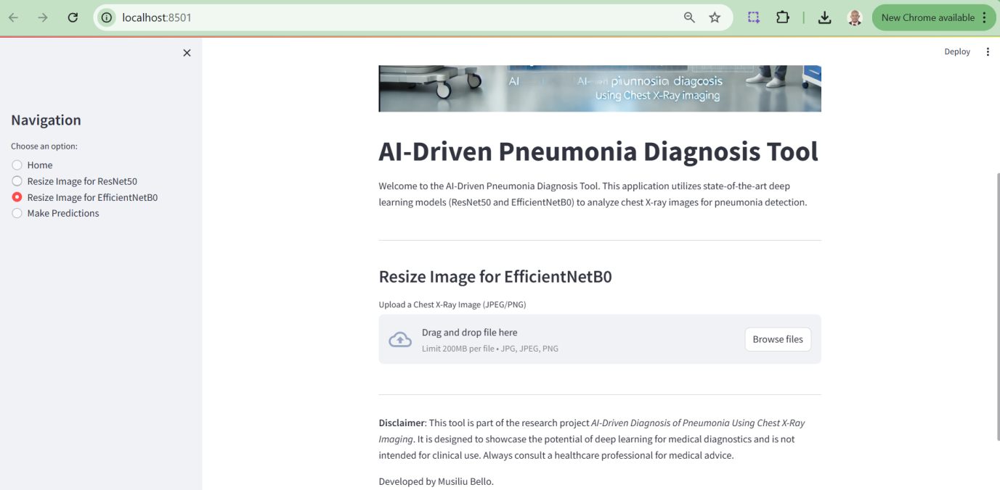 localhost:8501
New Chrome available
Deploy
Navigation
Choose an option:
Home
Resize Image for ResNet50
Resize Image for EfficientNetB0
Make Predictions
AI
AI- piunnosiia diagcosis
using Chest X-Ray imaging
AI-Driven Pneumonia Diagnosis Tool
Welcome to the AI-Driven Pneumonia Diagnosis Tool. This application utilizes state-of-the-art deep
learning models (ResNet50 and EfficientNetB0) to analyze chest X-ray images for pneumonia detection.
Resize Image for EfficientNetB0
Upload a Chest X-Ray Image (JPEG/PNG)
Drag and drop file here
Limit 200MB per file • JPG, JPEG, PNG
Browse files
Disclaimer: This tool is part of the research project AI-Driven Diagnosis of Pneumonia Using Chest X-Ray
Imaging. It is designed to showcase the potential of deep learning for medical diagnostics and is not
intended for clinical use. Always consult a healthcare professional for medical advice.
Developed by Musiliu Bello.